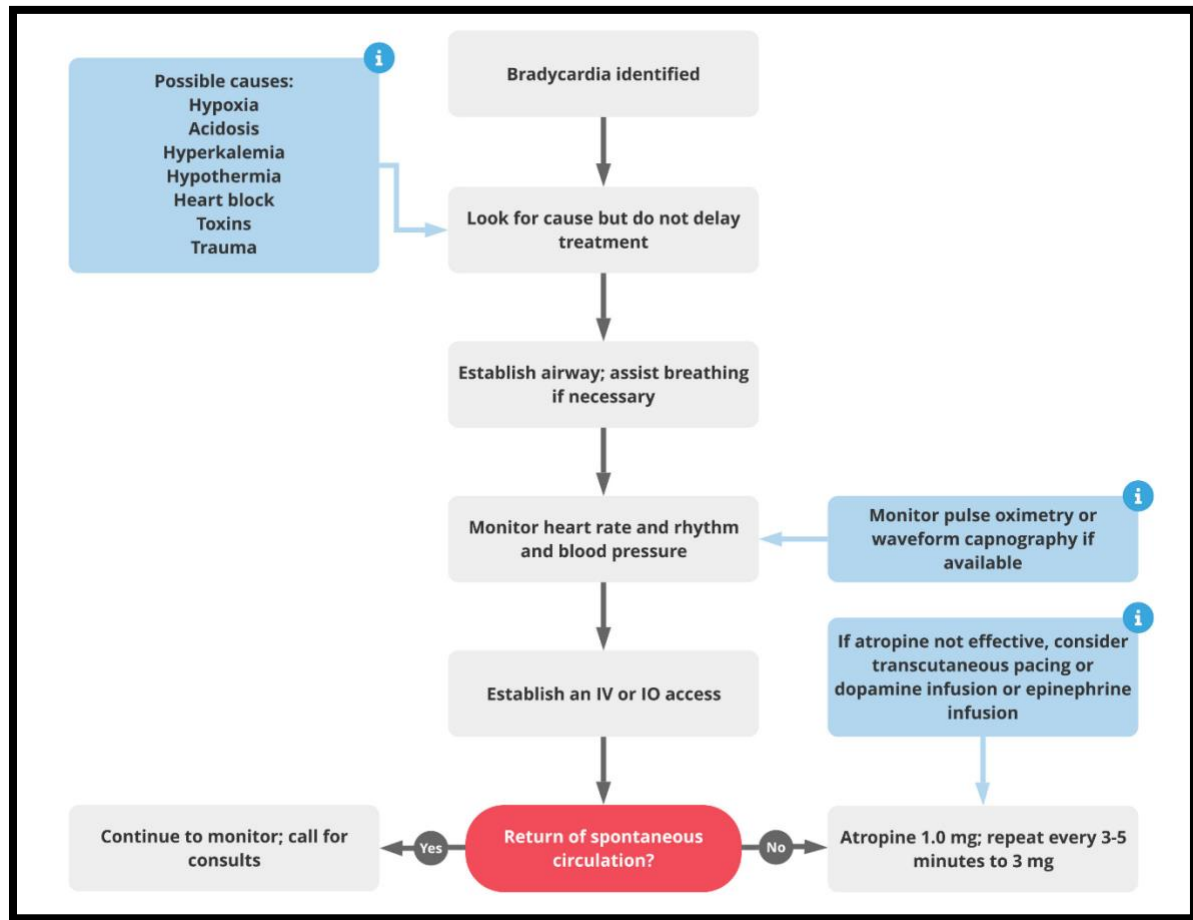 Possible causes:
Hypoxia
Acidosis
Hyperkalemia
Hypothermia
Heart block
Toxins
Trauma
i
Bradycardia identified
Look for cause but do not delay
treatment
Establish airway; assist breathing
if necessary
Monitor heart rate and rhythm
and blood pressure
i
Monitor pulse oximetry or
waveform capnography if
available
Establish an IV or IO access
i
If atropine not effective, consider
transcutaneous pacing or
dopamine infusion or epinephrine
infusion
Return of spontaneous
circulation?
Yes
Continue to monitor; call for
consults
No
Atropine 1.0 mg; repeat every 3-5
minutes to 3 mg